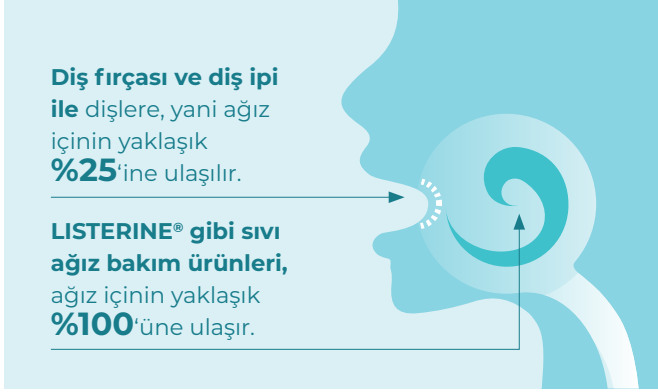 Diş fırçası ve diş ipi
ile dişlere, yani ağız
içinin yaklaşık
%25‘ine ulaşılır.
LISTERINE® gibi sıvı
ağız bakım ürünleri,
ağız içinin yaklaşık
%100‘üne ulaşır.